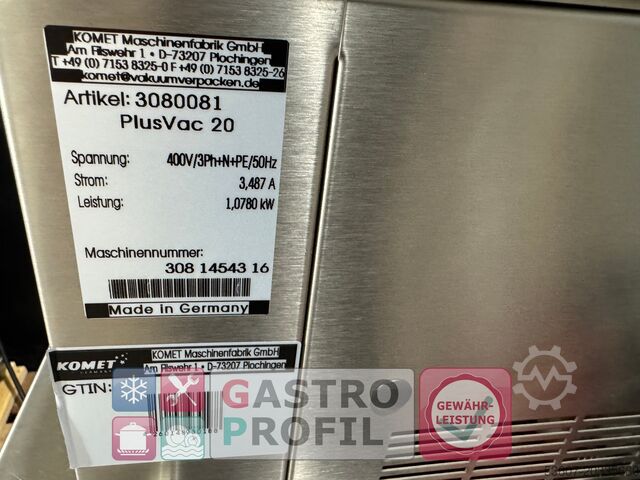 KOMET Maschinenfabrik GmbH
Am Filswehr 1 • D-73207 Plochingen
T +49 (0) 7153 8325-0 F +49 (0) 7153 8325-26
komet@vakuumverpacken.de
Artikel: 3080081
PlusVac 20
Spannung: 400V/3Ph+N+PE/50Hz
Strom: 3,487 A
Leistung: 1,0780 kW
Maschinennummer:
308 14543 16
Made in Germany
KOMET
KOMET Maschinenfabrik GmbH
Am Filswehr 1 • D-73207 Plochingen
GTIN:
GASTRO
PROFIL
GEWÄHR-
LEISTUNG